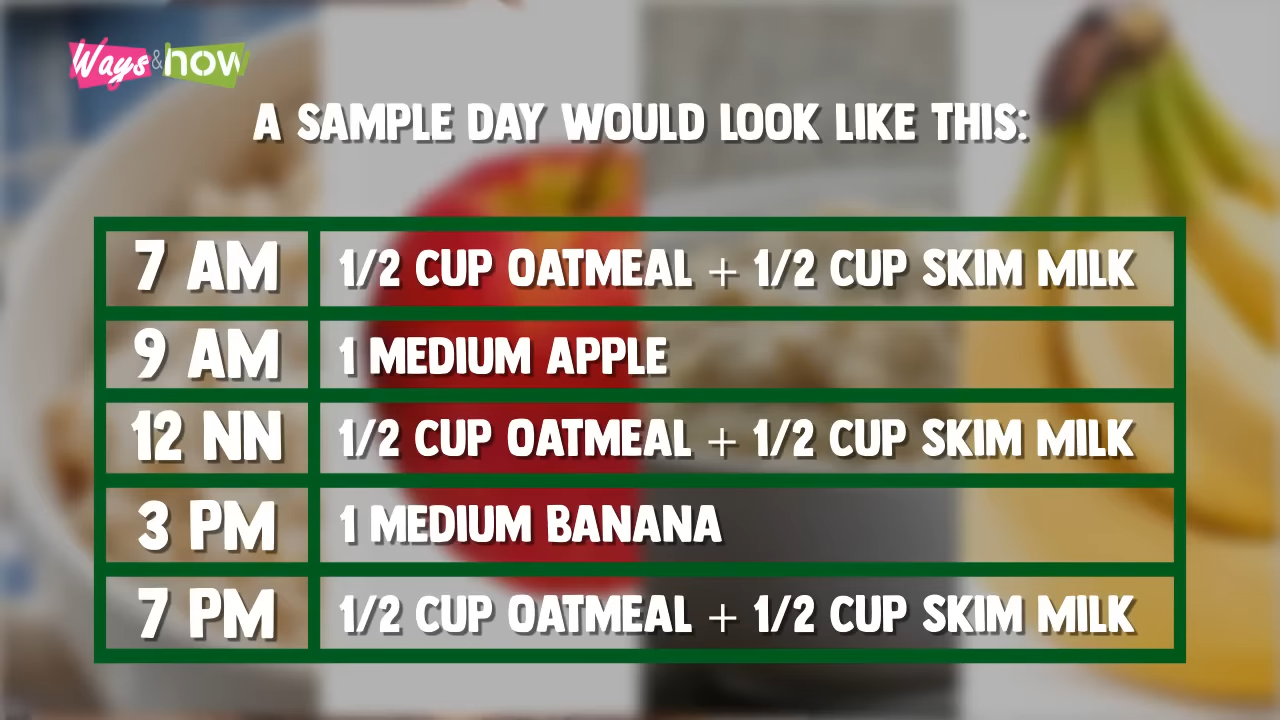 Ways & how
A SAMPLE DAY WOULD LOOK LIKE THIS:
7 AM 1/2 CUP OATMEAL + 1/2 CUP SKIM MILK
9 AM 1 MEDIUM APPLE
12 NN 1/2 CUP OATMEAL + 1/2 CUP SKIM MILK
3 PM 1 MEDIUM BANANA
7 PM 1/2 CUP OATMEAL + 1/2 CUP SKIM MILK